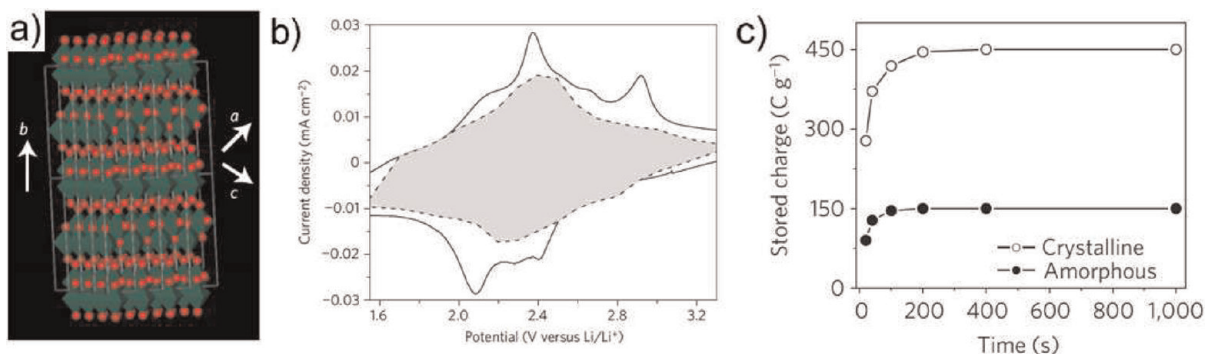 a)
b
a
c
b)
Current density (mA cm⁻²)
0.03
0.02
0.01
0
−0.01
−0.02
−0.03
1.6
2.0
2.4
2.8
3.2
Potential (V versus Li/Li⁺)
c)
Stored charge (C g⁻¹)
450
300
150
0
Crystalline
Amorphous
0
200
400
600
800
1,000
Time (s)